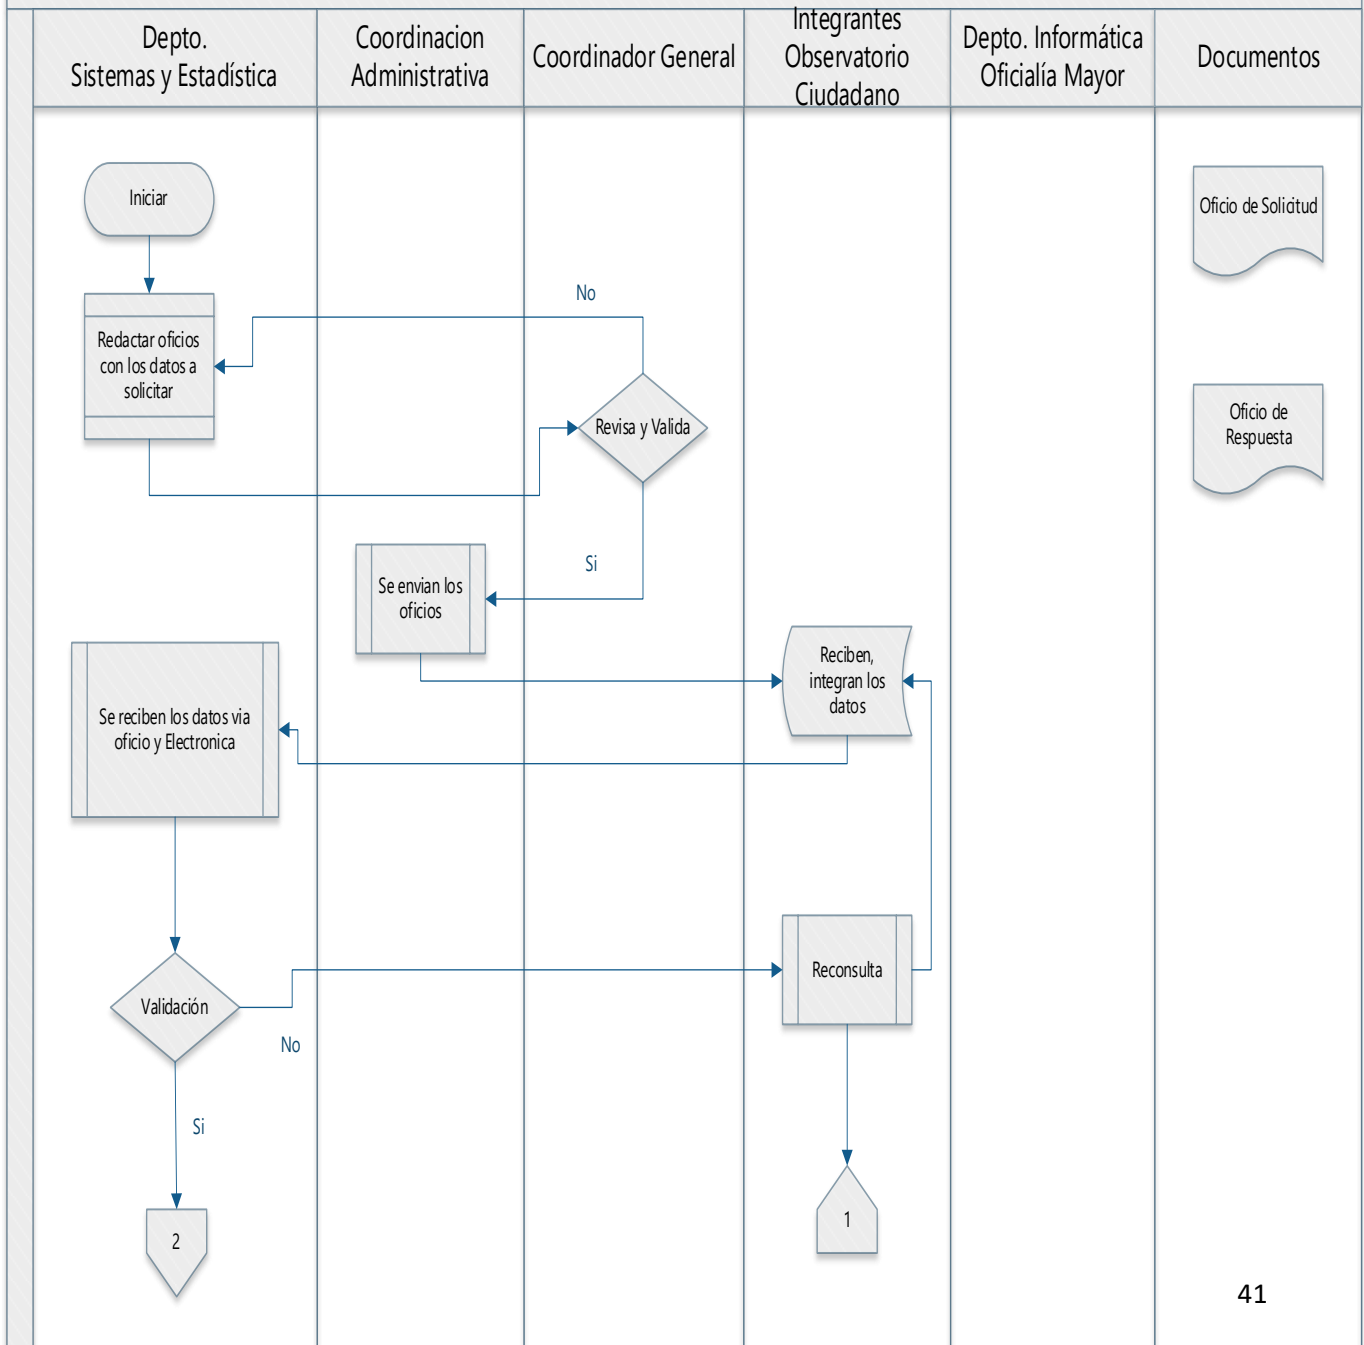 Depto.
Sistemas y Estadística
Coordinacion
Administrativa
Coordinador General
Integrantes
Observatorio
Ciudadano
Depto. Informática
Oficialía Mayor
Documentos
Iniciar
Oficio de Solicitud
No
Redactar oficios
con los datos a
solicitar
Revisa y Valida
Oficio de
Respuesta
Si
Se envian los
oficios
Reciben,
integran los
datos
Se reciben los datos via
oficio y Electronica
Reconsulta
Validación
No
Si
2
1
41